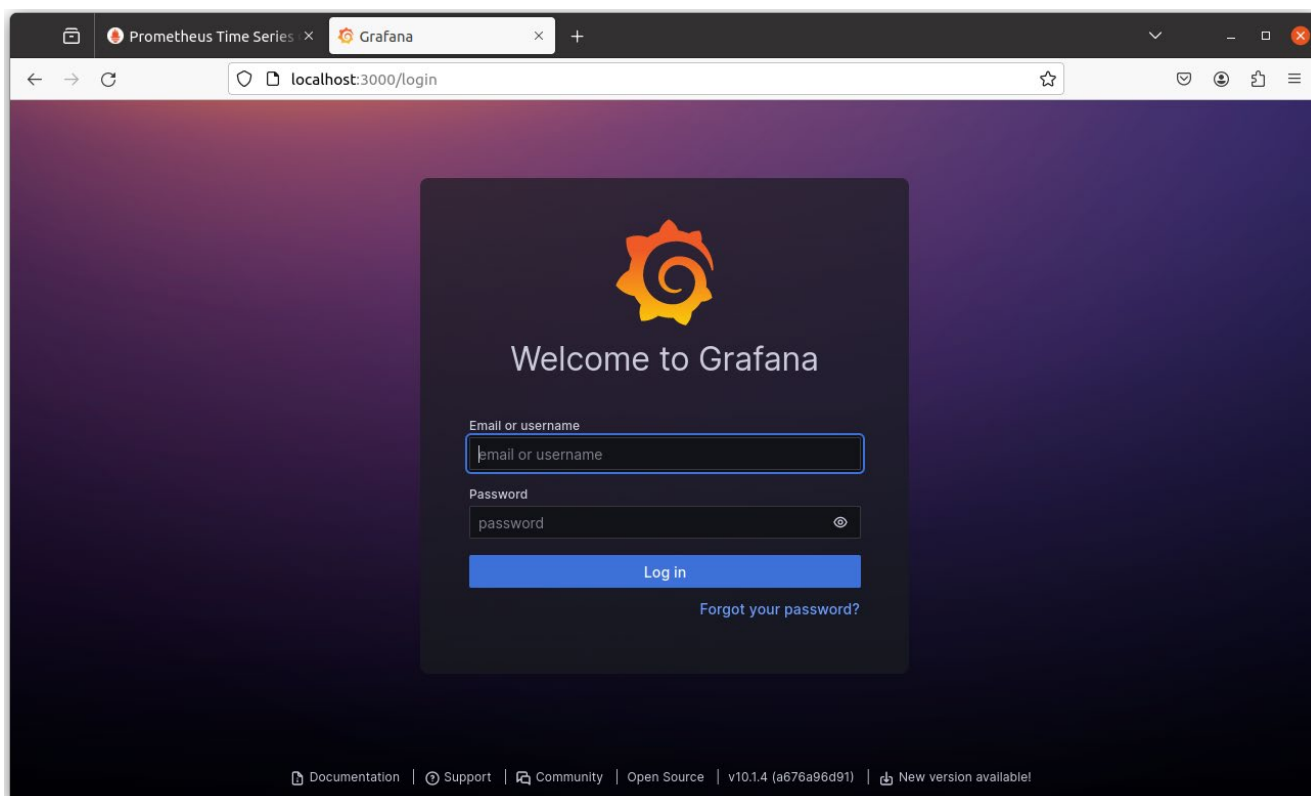 Prometheus Time Series
Grafana
localhost:3000/login
Welcome to Grafana
Email or username
email or username
Password
password
Log in
Forgot your password?
Documentation | Support | Community | Open Source | v10.1.4 (a676a96d91) | New version available!